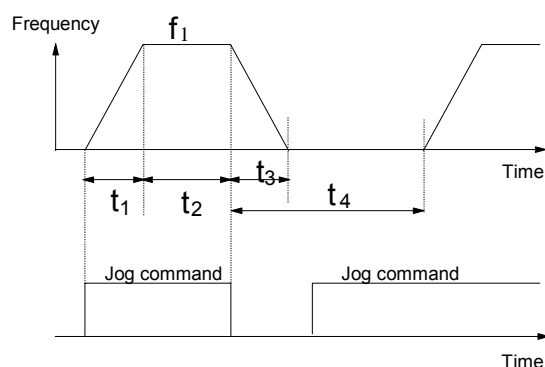 Frequency
f1
t1
t2
t3
t4
Time
Jog command
Jog command
Time